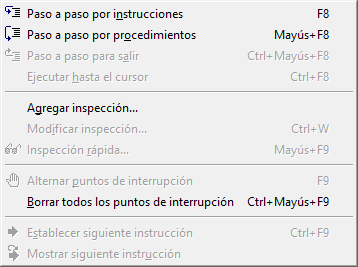 Paso a paso por instrucciones F8
Paso a paso por procedimientos Mayús+F8
Paso a paso para salir Ctrl+Mayús+F8
Ejecutar hasta el cursor Ctrl+F8
Agregar inspección...
Modificar inspección... Ctrl+W
Inspección rápida... Mayús+F9
Alternar puntos de interrupción F9
Borrar todos los puntos de interrupción Ctrl+Mayús+F9
Establecer siguiente instrucción Ctrl+F9
Mostrar siguiente instrucción